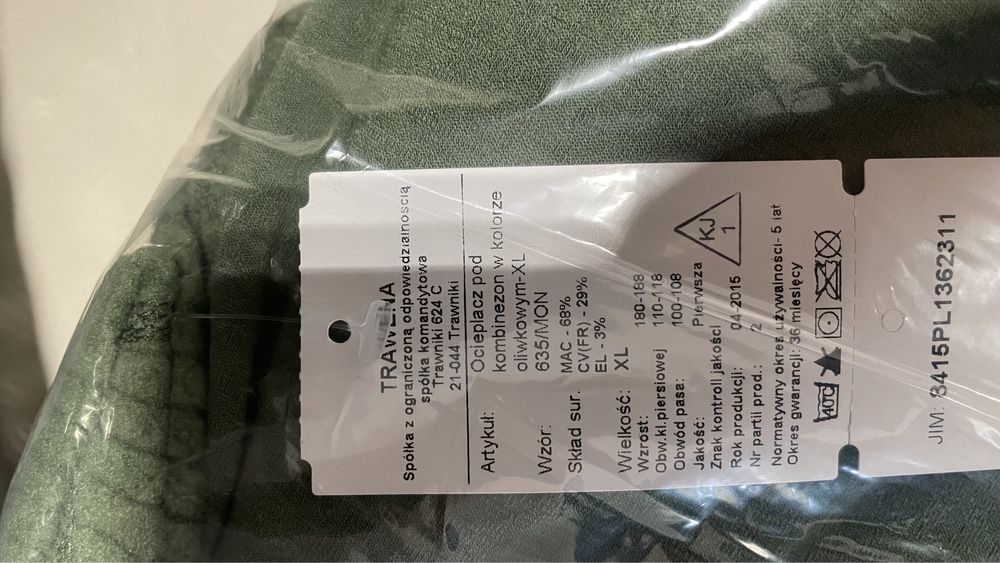 TRAWENA
Spółka z ograniczoną odpowiedzialnością
spółka komandytowa
Trawniki 624 C
21-044 Trawniki
Artykuł: Ocieplacz pod
kombinezon w kolorze
oliwkowym-XL
Wzór: 635/MON
Skład sur. MAC - 68%
CV(FR) - 29%
EL - 3%
Wielkość: XL
Wzrost: 180-188
Obw.kl.piersiowej 110-118
Obwód pasa: 100-108
Jakość: Pierwsza
Znak kontroli jakości
KJ
1
Rok produkcji: 04.2015
Nr partii prod.: 2
Normatywny okres używalności- 5 lat
Okres gwarancji: 36 miesięcy
40°C
JIM: 8415PL1362311